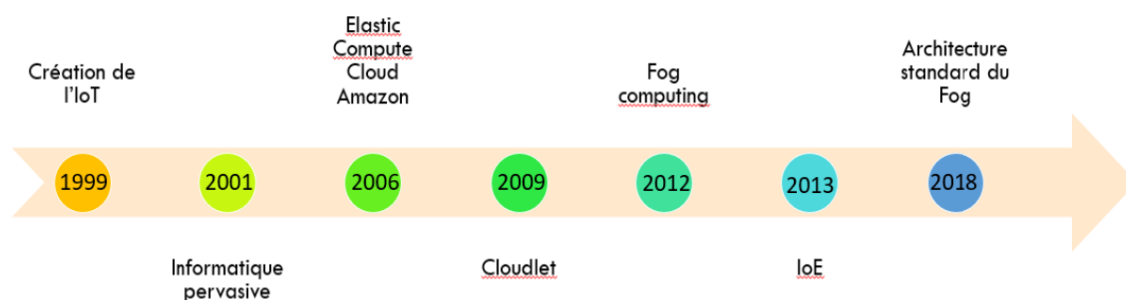 Création de
l'IoT
Elastic
Compute
Cloud
Amazon
Fog
computing
Architecture
standard du
Fog
1999
2001
2006
2009
2012
2013
2018
Informatique
pervasive
Cloudlet
IoE